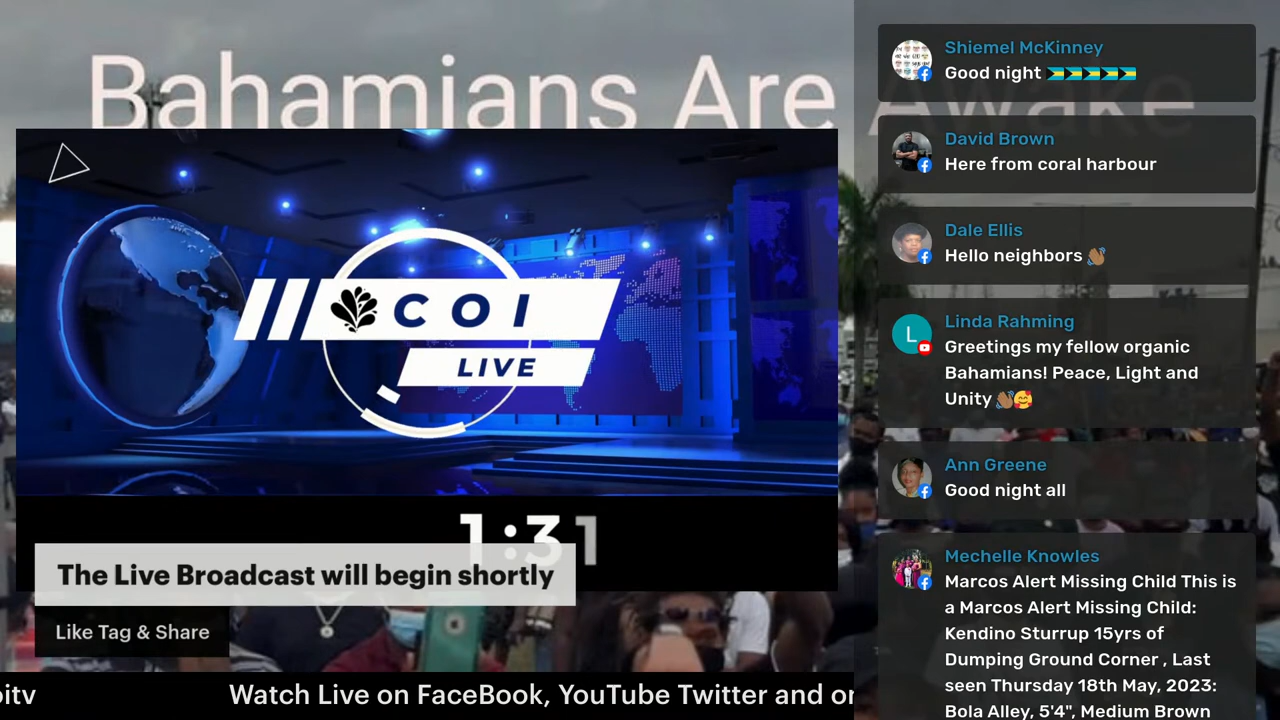 Bahamians Are Awake
COI
LIVE
1:31
The Live Broadcast will begin shortly
Like Tag & Share
itv
Watch Live on FaceBook, YouTube Twitter and
Shiemel McKinney
Good night 🇧🇸🇧🇸🇧🇸🇧🇸🇧🇸
David Brown
Here from coral harbour
Dale Ellis
Hello neighbors 👋🏽
L
Linda Rahming
Greetings my fellow organic
Bahamians! Peace, Light and
Unity 👋🏽🥰
Ann Greene
Good night all
Mechelle Knowles
Marcos Alert Missing Child This is
a Marcos Alert Missing Child:
Kendino Sturrup 15yrs of
Dumping Ground Corner , Last
seen Thursday 18th May, 2023:
Bola Alley, 5'4", Medium Brown